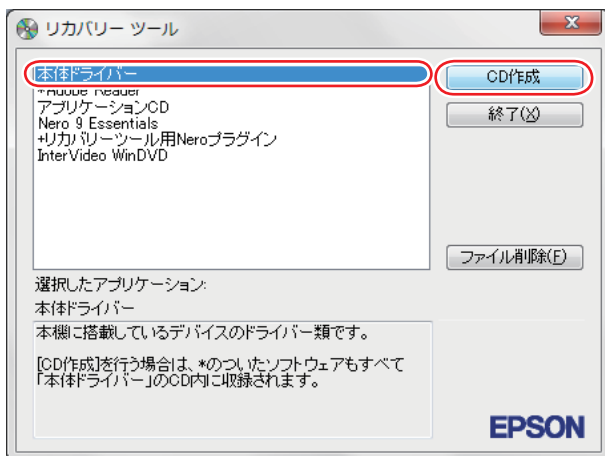 リカバリー ツール
本体ドライバー
CD作成
*Adobe Reader
アプリケーションCD
終了(X)
Nero 9 Essentials
+リカバリーツール用Neroプラグイン
InterVideo WinDVD
ファイル削除(F)
選択したアプリケーション:
本体ドライバー
本機に搭載しているデバイスのドライバー類です。
[CD作成]を行う場合は、*のついたソフトウェアもすべて
「本体ドライバー」のCD内に収録されます。
EPSON